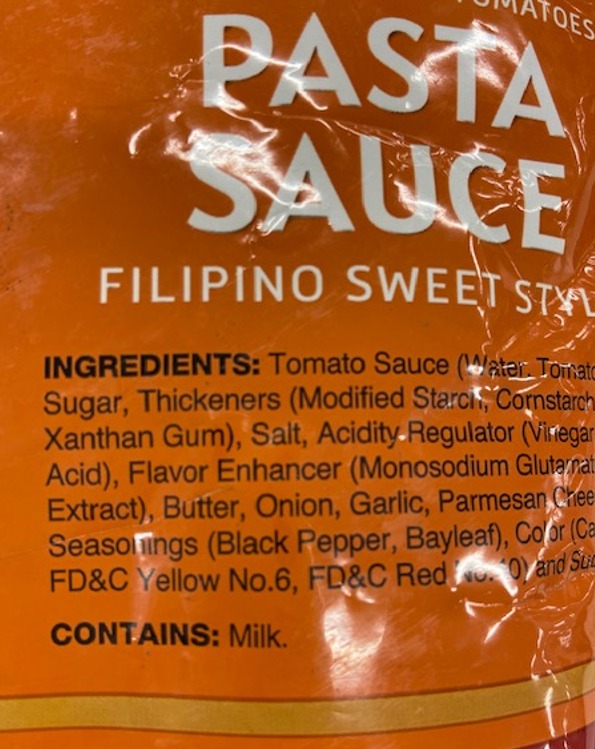 TOMATOES
PASTA
SAUCE
FILIPINO SWEET
INGREDIENTS: Tomato Sauce (Water,
Sugar, Thickeners (Modified Starch, Cornstarch
Xanthan Gum), Salt, Acidity Regulator (Vinegar
Acid), Flavor Enhancer (Monosodium
Extract), Butter, Onion, Garlic, Parmesan
Seasonings (Black Pepper, Bayleaf), Color
FD&C Yellow No.6, FD&C Red and
CONTAINS: Milk.